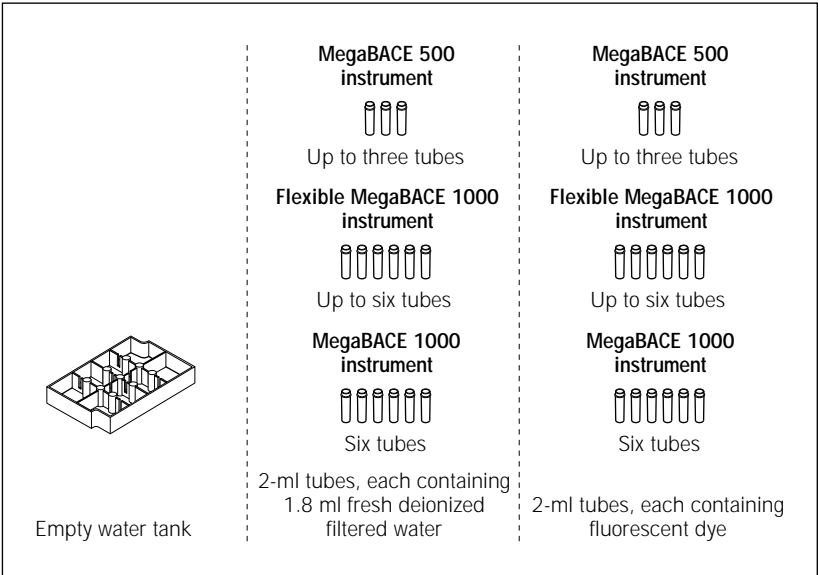 Empty water tank
MegaBACE 500
instrument
Up to three tubes
Flexible MegaBACE 1000
instrument
Up to six tubes
MegaBACE 1000
instrument
Six tubes
2-ml tubes, each containing
1.8 ml fresh deionized
filtered water
MegaBACE 500
instrument
Up to three tubes
Flexible MegaBACE 1000
instrument
Up to six tubes
MegaBACE 1000
instrument
Six tubes
2-ml tubes, each containing
fluorescent dye